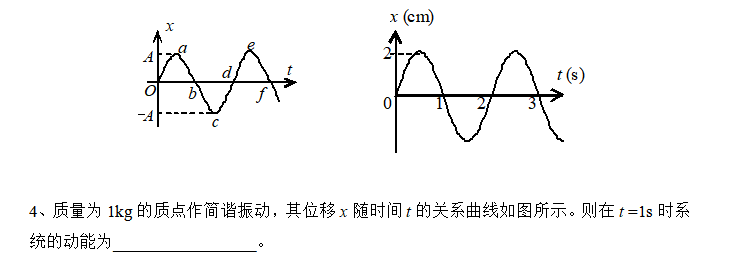 x
A a e
O b d f t
-A c
x (cm)
2
0 1 2 3 t (s)
4、质量为 1kg 的质点作简谐振动，其位移 x 随时间 t 的关系曲线如图所示。则在 t =1s 时系
统的动能为________________。